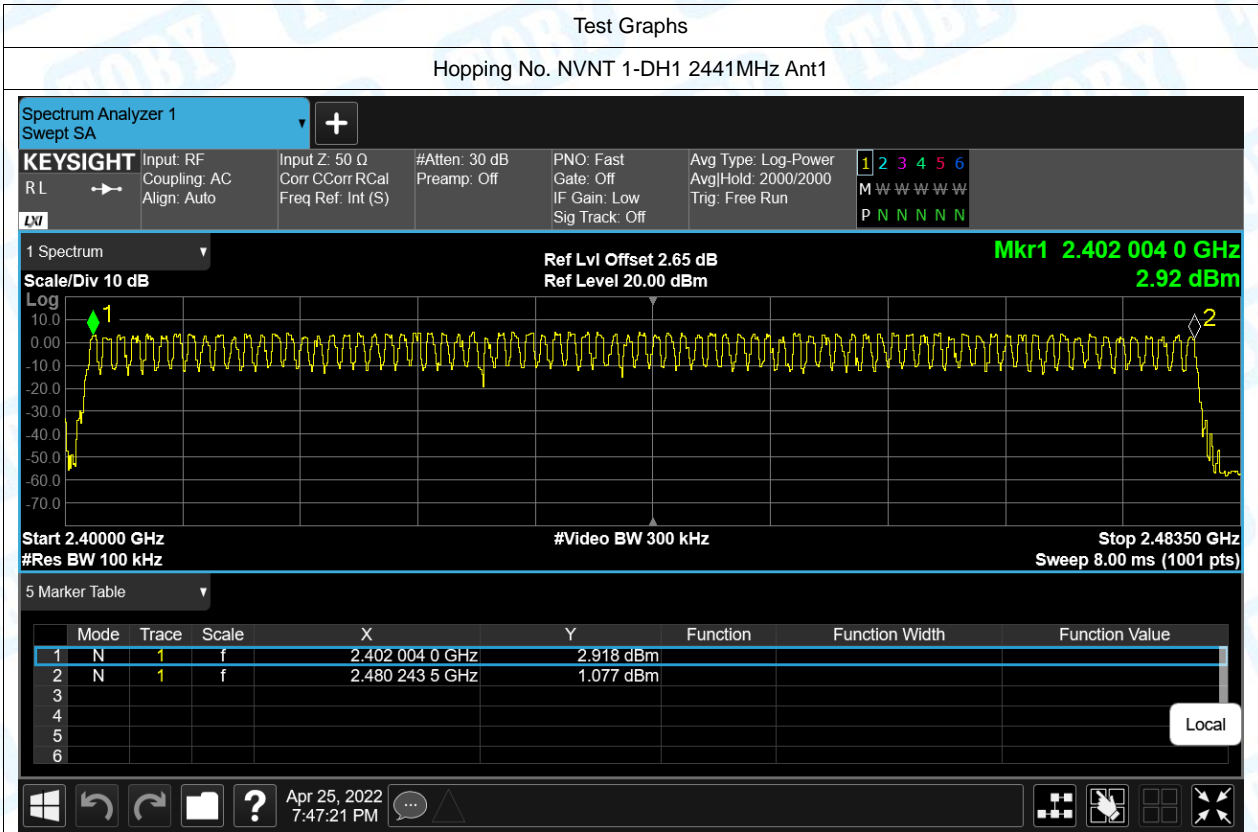 Test Graphs
Hopping No. NVNT 1-DH1 2441MHz Ant1
Spectrum Analyzer 1
Swept SA
KEYSIGHT
RL
LXI
Input: RF
Coupling: AC
Align: Auto
Input Z: 50 Ω
Corr CCorr RCal
Freq Ref: Int (S)
#Atten: 30 dB
Preamp: Off
PNO: Fast
Gate: Off
IF Gain: Low
Sig Track: Off
Avg Type: Log-Power
Avg|Hold: 2000/2000
Trig: Free Run
1 2 3 4 5 6
M W W W W W
P N N N N N
1 Spectrum
Scale/Div 10 dB
Ref Lvl Offset 2.65 dB
Ref Level 20.00 dBm
Mkr1 2.402 004 0 GHz
2.92 dBm
Log
10.0
0.00
-10.0
-20.0
-30.0
-40.0
-50.0
-60.0
-70.0
1
2
Start 2.40000 GHz
#Video BW 300 kHz
Stop 2.48350 GHz
#Res BW 100 kHz
Sweep 8.00 ms (1001 pts)
5 Marker Table
Mode Trace Scale X Y Function Function Width Function Value
1 N 1 f 2.402 004 0 GHz 2.918 dBm
2 N 1 f 2.480 243 5 GHz 1.077 dBm
3
4
5
6
Local
?
Apr 25, 2022
7:47:21 PM
TOBY